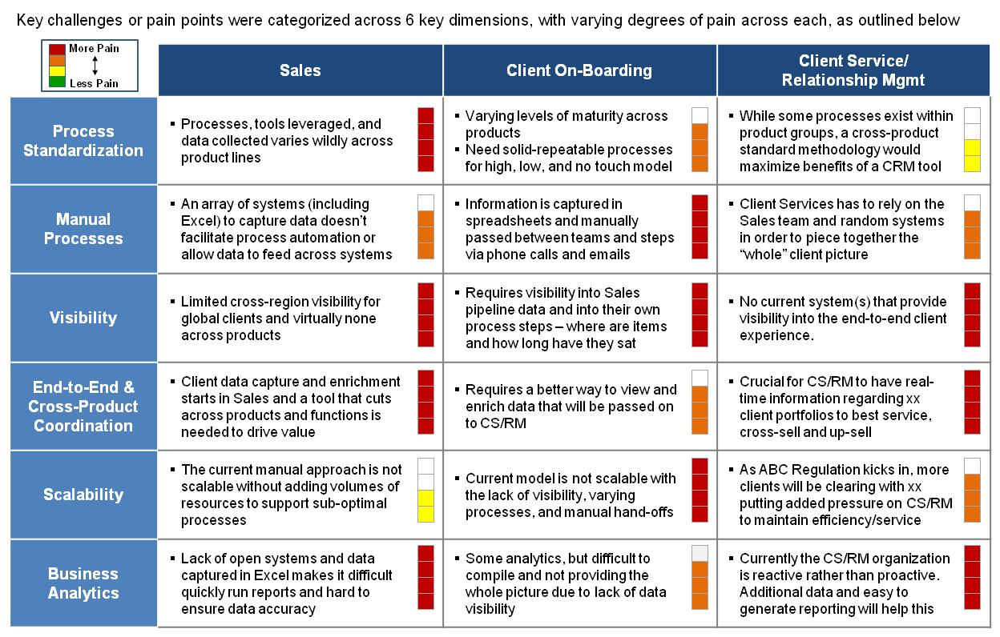 Key challenges or pain points were categorized across 6 key dimensions, with varying degrees of pain across each, as outlined below
More Pain
Less Pain
Sales
Client On-Boarding
Client Service/
Relationship Mgmt
Process
Standardization
▪ Processes, tools leveraged, and
data collected varies wildly across
product lines
▪ Varying levels of maturity across
products
▪ Need solid-repeatable processes
for high, low, and no touch model
▪ While some processes exist within
product groups, a cross-product
standard methodology would
maximize benefits of a CRM tool
Manual
Processes
▪ An array of systems (including
Excel) to capture data doesn't
facilitate process automation or
allow data to feed across systems
▪ Information is captured in
spreadsheets and manually
passed between teams and steps
via phone calls and emails
▪ Client Services has to rely on the
Sales team and random systems
in order to piece together the
“whole” client picture
Visibility
▪ Limited cross-region visibility for
global clients and virtually none
across products
▪ Requires visibility into Sales
pipeline data and into their own
process steps – where are items
and how long have they sat
▪ No current system(s) that provide
visibility into the end-to-end client
experience.
End-to-End &
Cross-Product
Coordination
▪ Client data capture and enrichment
starts in Sales and a tool that cuts
across products and functions is
needed to drive value
▪ Requires a better way to view and
enrich data that will be passed on
to CS/RM
▪ Crucial for CS/RM to have real-
time information regarding xx
client portfolios to best service,
cross-sell and up-sell
Scalability
▪ The current manual approach is not
scalable without adding volumes of
resources to support sub-optimal
processes
▪ Current model is not scalable with
the lack of visibility, varying
processes, and manual hand-offs
▪ As ABC Regulation kicks in, more
clients will be clearing with xx
putting added pressure on CS/RM
to maintain efficiency/service
Business
Analytics
▪ Lack of open systems and data
captured in Excel makes it difficult
quickly run reports and hard to
ensure data accuracy
▪ Some analytics, but difficult to
compile and not providing the
whole picture due to lack of data
visibility
▪ Currently the CS/RM organization
is reactive rather than proactive.
Additional data and easy to
generate reporting will help this